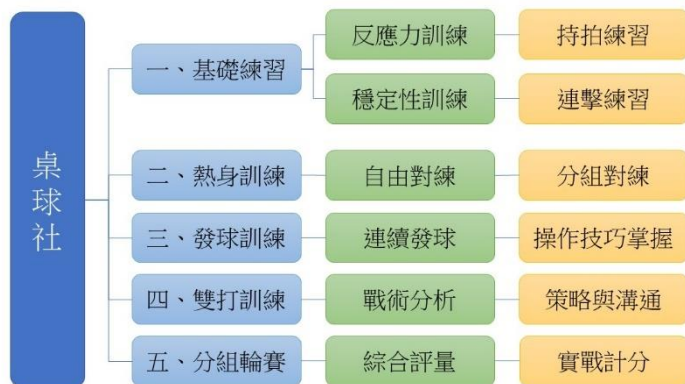 桌球社
一、基礎練習
反應力訓練
持拍練習
穩定性訓練
連擊練習
二、熱身訓練
自由對練
分組對練
三、發球訓練
連續發球
操作技巧掌握
四、雙打訓練
戰術分析
策略與溝通
五、分組輪賽
綜合評量
實戰計分